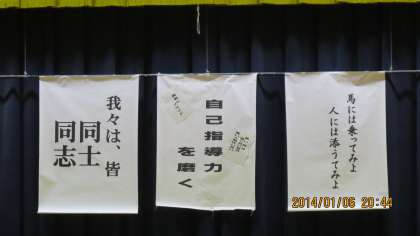 我々は、皆
同士
同志
自己指導力
を磨く
馬には乗ってみよ
人には添うてみよ
2014/01/06 20:44